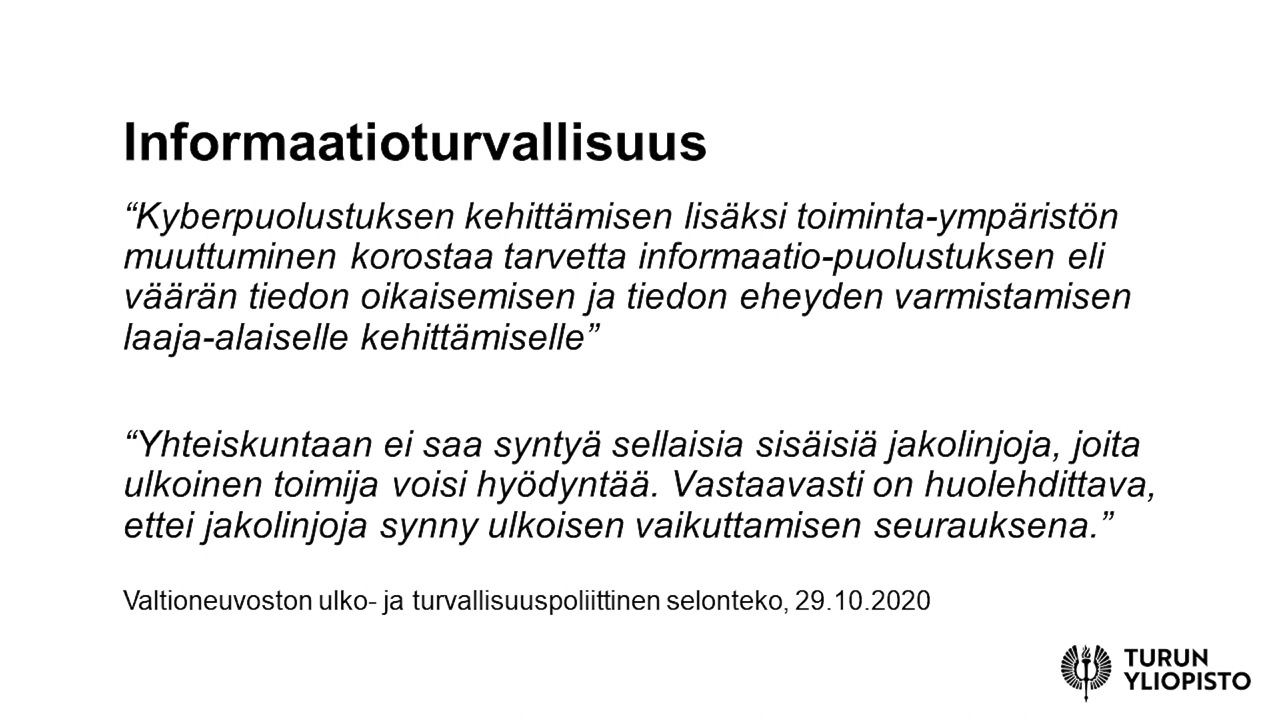 Informaatioturvallisuus
“Kyberpuolustuksen kehittämisen lisäksi toiminta-ympäristön
muuttuminen korostaa tarvetta informaatio-puolustuksen eli
väärän tiedon oikaisemisen ja tiedon eheyden varmistamisen
laaja-alaiselle kehittämiselle”
“Yhteiskuntaan ei saa syntyä sellaisia sisäisiä jakolinjoja, joita
ulkoinen toimija voisi hyödyntää. Vastaavasti on huolehdittava,
ettei jakolinjoja synny ulkoisen vaikuttamisen seurauksena.”
Valtioneuvoston ulko- ja turvallisuuspoliittinen selonteko, 29.10.2020
TURUN
YLIOPISTO